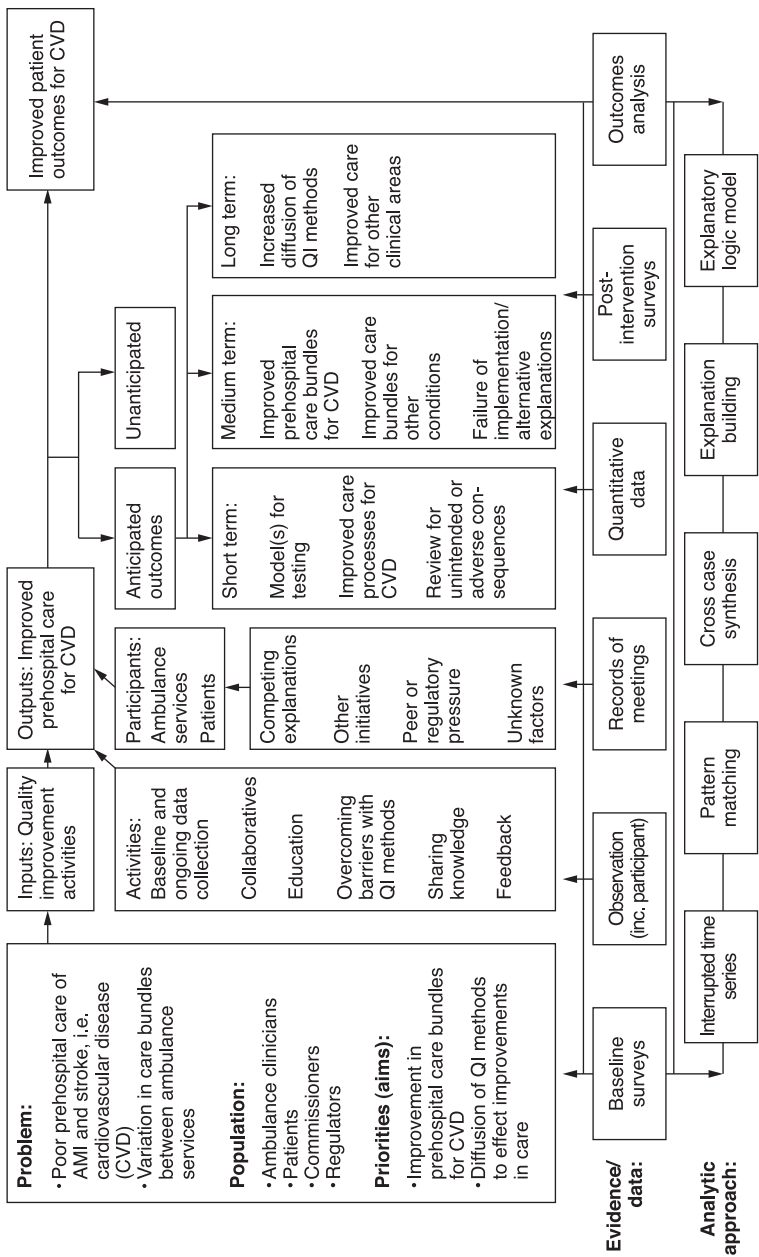 Problem:
• Poor prehospital care of
AMI and stroke, i.e.
cardiovascular disease
(CVD)
• Variation in care bundles
between ambulance
services
Population:
• Ambulance clinicians
• Patients
• Commissioners
• Regulators
Priorities (aims):
• Improvement in
prehospital care bundles
for CVD
• Diffusion of QI methods
to effect improvements
in care
Inputs: Quality
improvement
activities
Activities:
Baseline and
ongoing data
collection
Collaboratives
Education
Overcoming
barriers with
QI methods
Sharing
knowledge
Feedback
Outputs: Improved
prehospital care
for CVD
Participants:
Ambulance
services
Patients
Competing
explanations
Other
initiatives
Peer or
regulatory
pressure
Unknown
factors
Anticipated
outcomes
Unanticipated
Short term:
Model(s) for
testing
Improved care
processes for
CVD
Review for
unintended or
adverse con-
sequences
Medium term:
Improved
prehospital
care bundles
for CVD
Improved care
bundles for
other
conditions
Failure of
implementation/
alternative
explanations
Long term:
Increased
diffusion of
QI methods
Improved care
for other
clinical areas
Improved patient
outcomes for CVD
Evidence/
data:
Baseline
surveys
Observation
(inc. participant)
Records of
meetings
Quantitative
data
Post-
intervention
surveys
Outcomes
analysis
Analytic
approach:
Interrupted time
series
Pattern
matching
Cross case
synthesis
Explanation
building
Explanatory
logic model